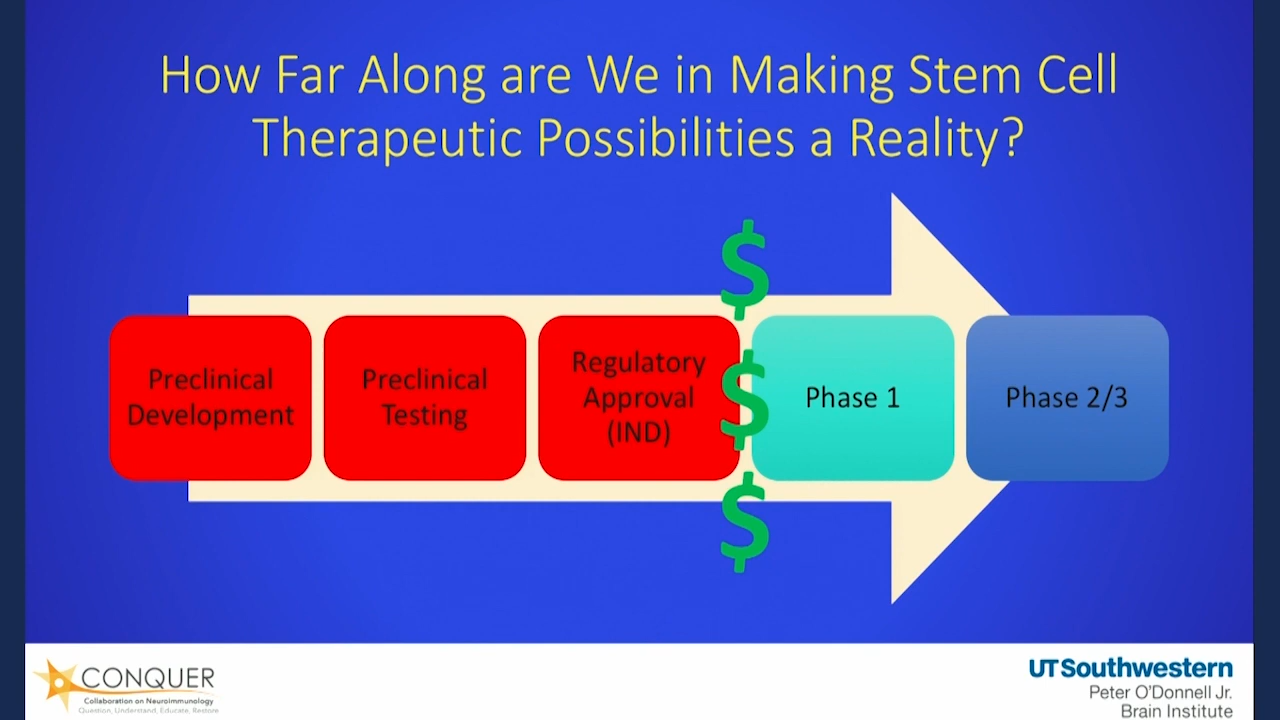 How Far Along are We in Making Stem Cell
Therapeutic Possibilities a Reality?
$
$
$
Preclinical
Development
Preclinical
Testing
Regulatory
Approval
(IND)
Phase 1
Phase 2/3
CONQUER
Collaboration on Neuroimmunology
Question, Understand, Educate, Restore
UTSouthwestern
Peter O'Donnell Jr.
Brain Institute